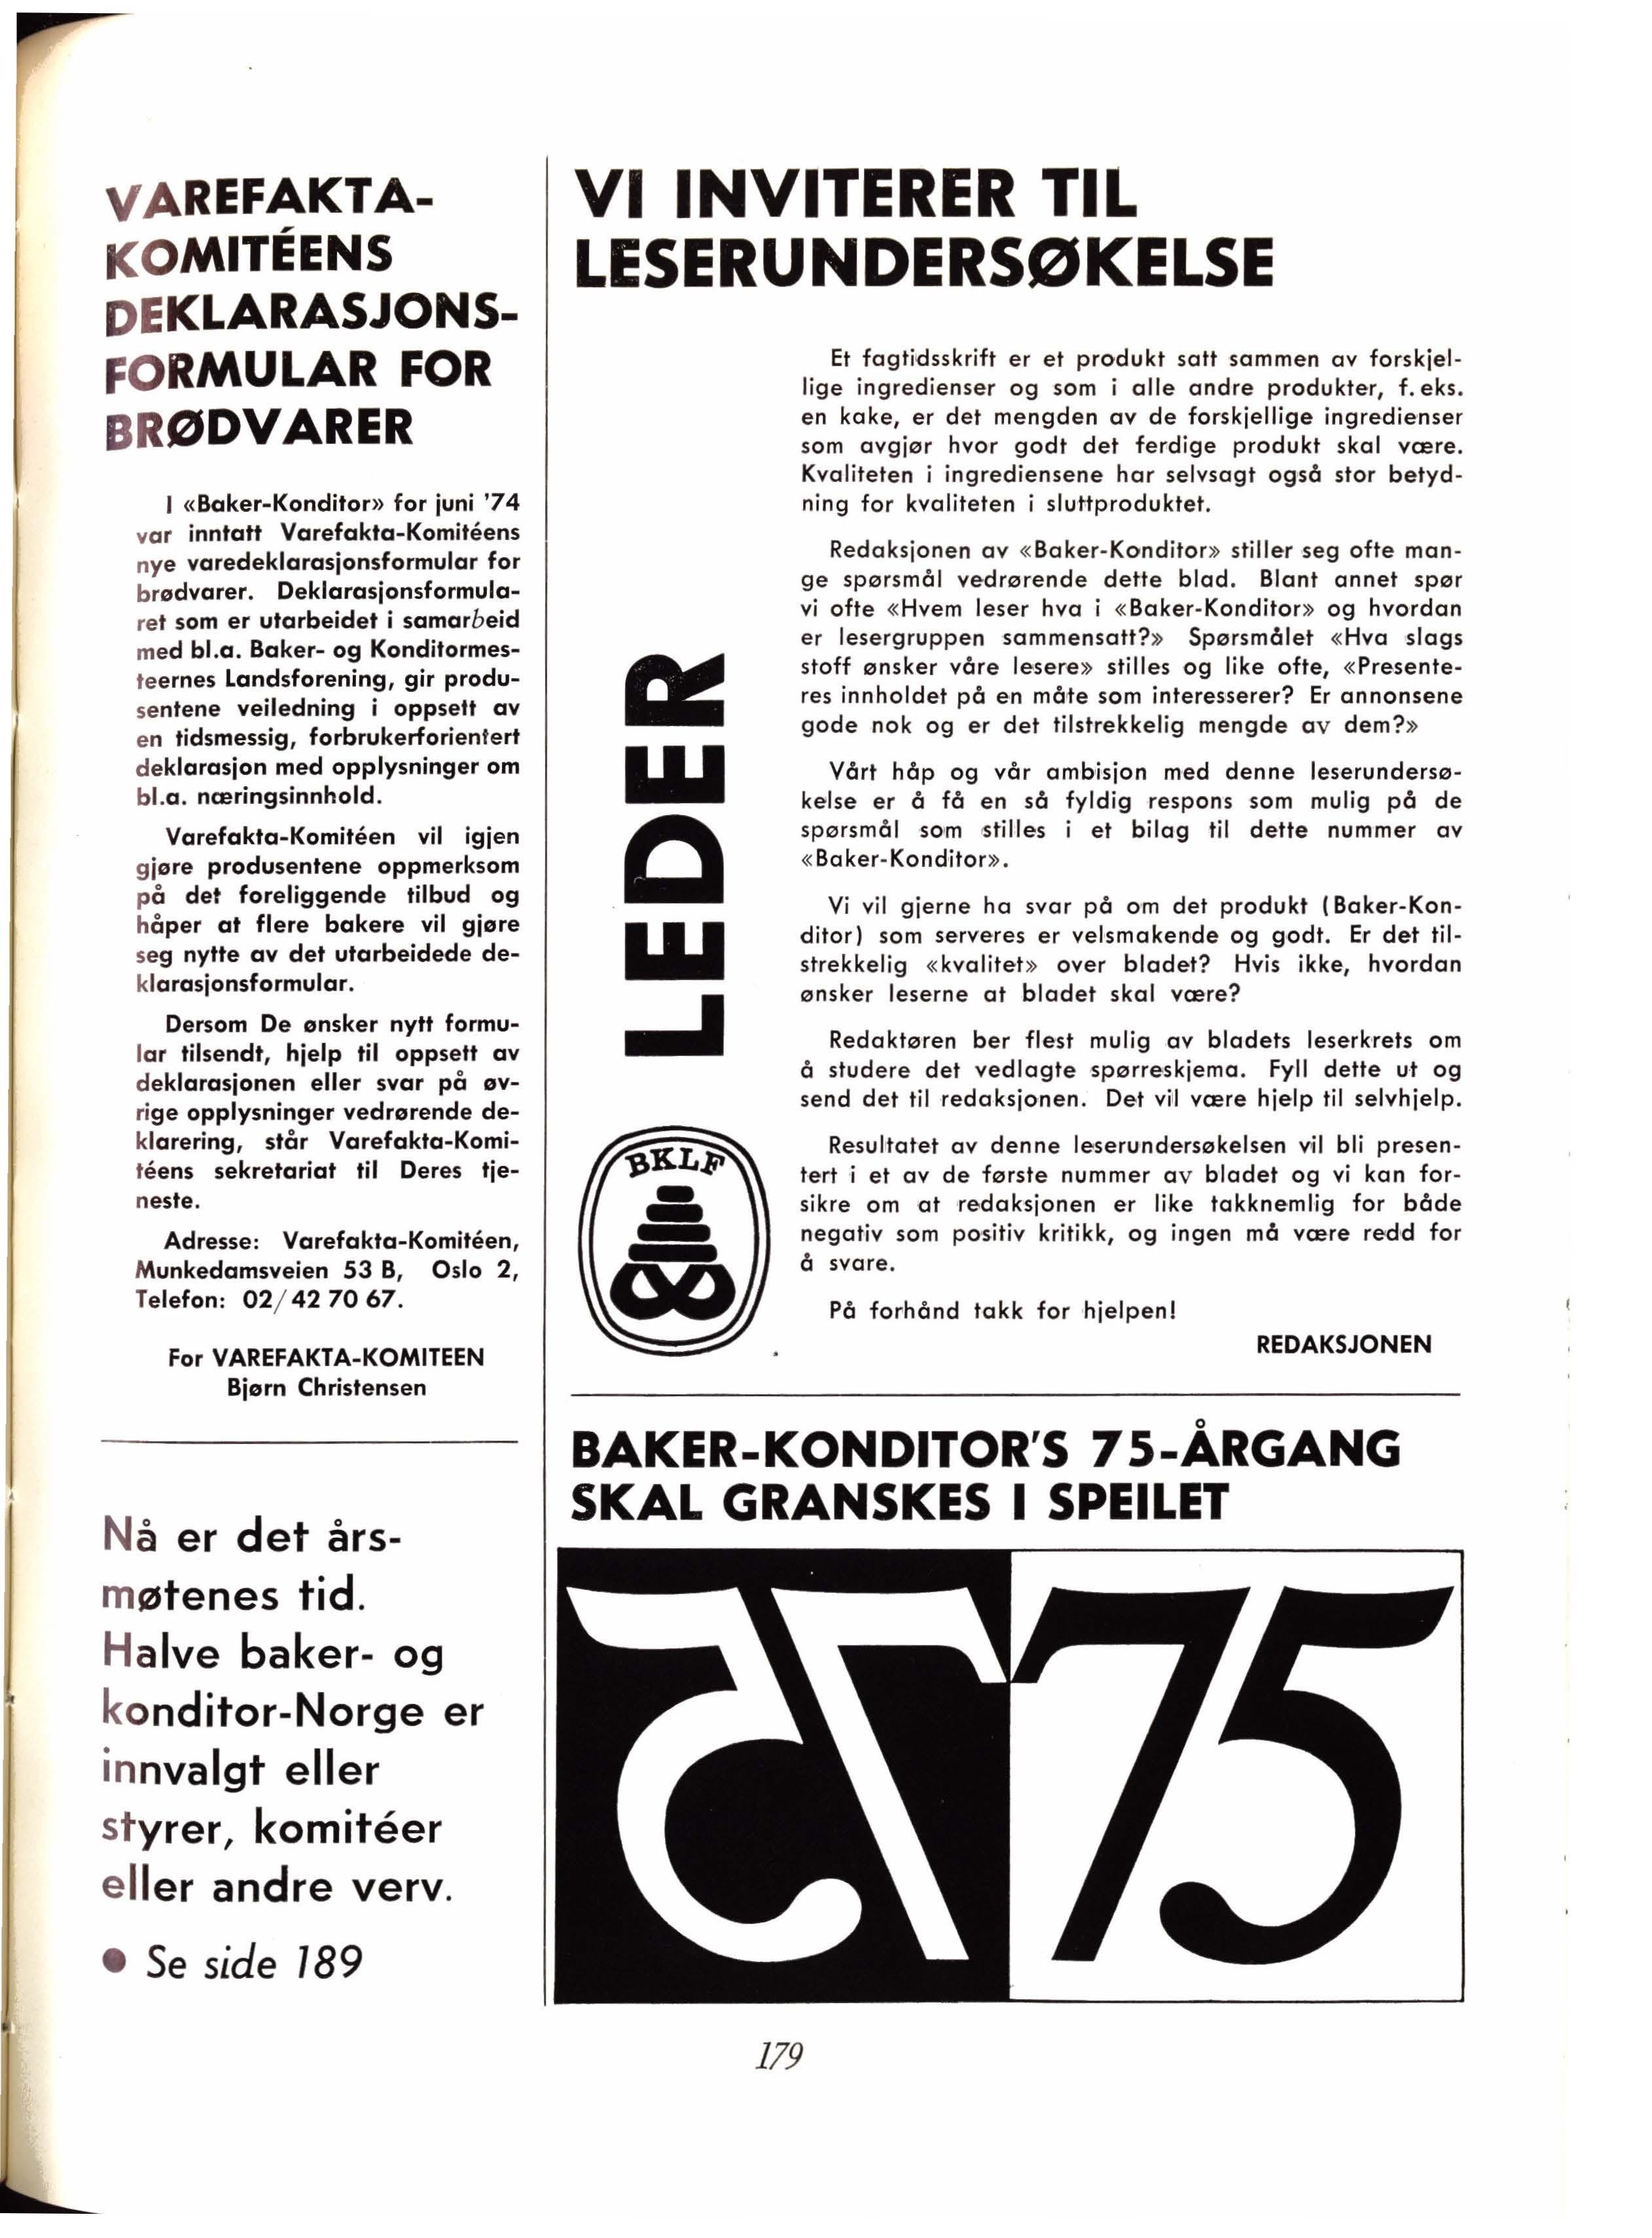 VAREFAKTA-
KOMITÉENS
DEKLARASJONS-
FORMULAR FOR
BRØDVARER
I «Baker-Konditor» for juni '74
var inntatt Varefakta-Komitéens
nye varedeklarasjonsformular for
brødvarer. Deklarasjonsformula-
ret som er utarbeidet i samarbeid
med bl.a. Baker- og Konditormes-
teernes Landsforening, gir produ-
sentene veiledning i oppsett av
en tidsmessig, forbrukerforientert
deklarasjon med opplysninger om
bl.a. næringsinnhold.
Varefakta-Komitéen vil igjen
gjøre produsentene oppmerksom
på det foreliggende tilbud og
håper at flere bakere vil gjøre
seg nytte av det utarbeidede de-
klarasjonsformular.
Dersom De ønsker nytt formu-
lar tilsendt, hjelp til oppsett av
deklarasjonen eller svar på øv-
rige opplysninger vedrørende de-
klarering, står Varefakta-Komi-
téens sekretariat til Deres tje-
neste.
Adresse: Varefakta-Komitéen,
Munkedamsveien 53 B, Oslo 2,
Telefon: 02/42 70 67.
For VAREFAKTA-KOMITEEN
Bjørn Christensen
Nå er det års-
møtenes tid.
Halve baker- og
konditor-Norge er
innvalgt eller
styrer, komitéer
eller andre verv.
• Se side 189
VI INVITERER TIL
LESERUNDERSØKELSE
LEDER
BKLF
Et fagtidsskrift er et produkt satt sammen av forskjel-
lige ingredienser og som i alle andre produkter, f.eks.
en kake, er det mengden av de forskjellige ingredienser
som avgjør hvor godt det ferdige produkt skal være.
Kvaliteten i ingrediensene har selvsagt også stor betyd-
ning for kvaliteten i sluttproduktet.
Redaksjonen av «Baker-Konditor» stiller seg ofte man-
ge spørsmål vedrørende dette blad. Blant annet spør
vi ofte «Hvem leser hva i «Baker-Konditor» og hvordan
er lesergruppen sammensatt?» Spørsmålet «Hva slags
stoff ønsker våre lesere» stilles og like ofte, «Presente-
res innholdet på en måte som interesserer? Er annonsene
gode nok og er det tilstrekkelig mengde av dem?»
Vårt håp og vår ambisjon med denne leserundersø-
kelse er å få en så fyldig respons som mulig på de
spørsmål som stilles i et bilag til dette nummer av
«Baker-Konditor».
Vi vil gjerne ha svar på om det produkt (Baker-Kon-
ditor) som serveres er velsmakende og godt. Er det til-
strekkelig «kvalitet» over bladet? Hvis ikke, hvordan
ønsker leserne at bladet skal være?
Redaktøren ber flest mulig av bladets leserkrets om
å studere det vedlagte spørreskjema. Fyll dette ut og
send det til redaksjonen. Det vil være hjelp til selvhjelp.
Resultatet av denne leserundersøkelsen vil bli presen-
tert i et av de første nummer av bladet og vi kan for-
sikre om at redaksjonen er like takknemlig for både
negativ som positiv kritikk, og ingen må være redd for
å svare.
På forhånd takk for hjelpen!
REDAKSJONEN
BAKER-KONDITOR'S 75-ÅRGANG
SKAL GRANSKES I SPEILET
75 75
179